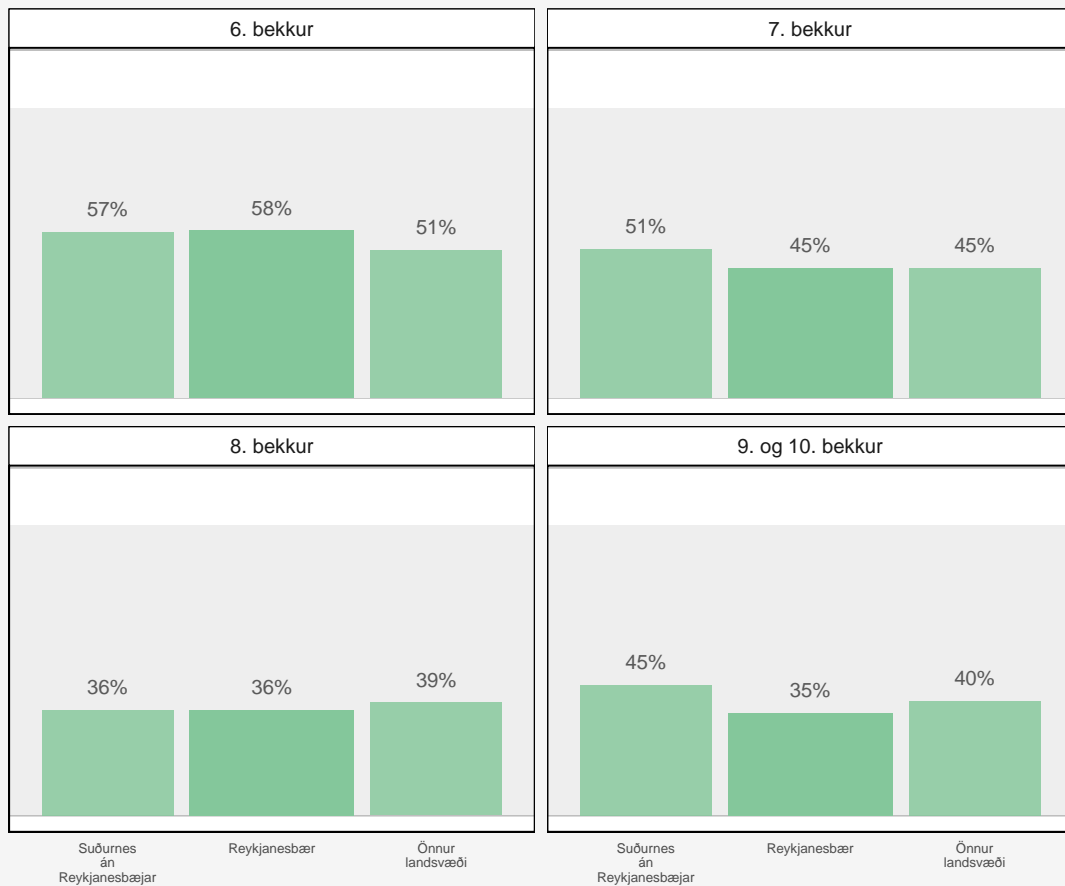 6. bekkur
57%
58%
51%
7. bekkur
51%
45%
45%
8. bekkur
36%
36%
39%
9. og 10. bekkur
45%
35%
40%
Suðurnes
án
Reykjanesbæjar
Reykjanesbær
Önnur
landsvæði
Suðurnes
án
Reykjanesbæjar
Reykjanesbær
Önnur
landsvæði